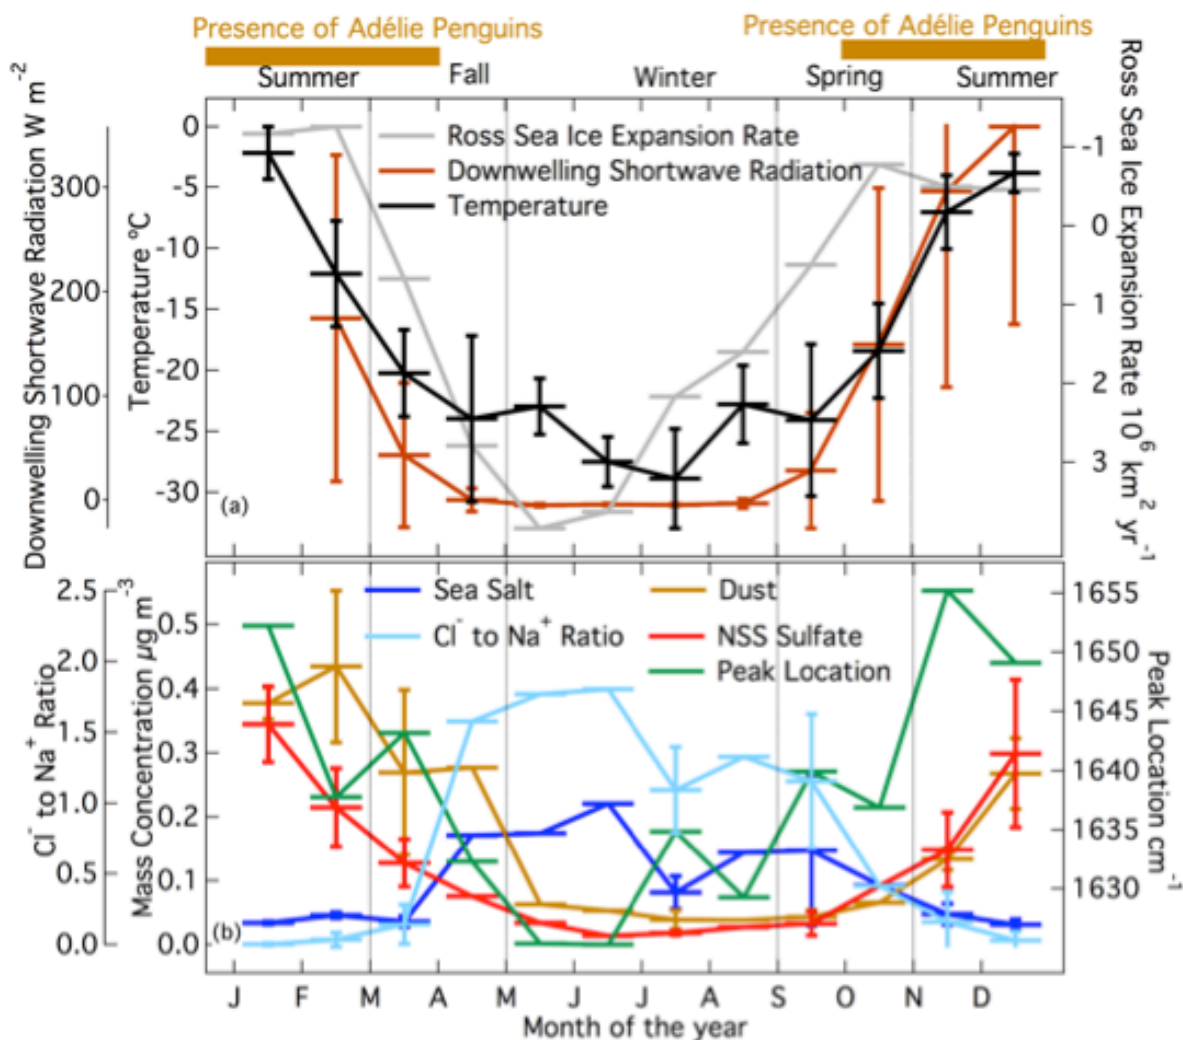 Presence of Adélie Penguins
Presence of Adélie Penguins
Summer Fall Winter Spring Summer
Downwelling Shortwave Radiation W m⁻²
300
200
100
0
Temperature ºC
0
-5
-10
-15
-20
-25
-30
Ross Sea Ice Expansion Rate
Downwelling Shortwave Radiation
Temperature
(a)
Ross Sea Ice Expansion Rate 10⁶ km² yr⁻¹
-1
0
1
2
3
Cl⁻ to Na⁺ Ratio
2.5
2.0
1.5
1.0
0.5
0.0
Mass Concentration µg m⁻³
0.5
0.4
0.3
0.2
0.1
0.0
Sea Salt
Cl⁻ to Na⁺ Ratio
Dust
NSS Sulfate
Peak Location
(b)
Peak Location cm⁻¹
1655
1650
1645
1640
1635
1630
J F M A M J J A S O N D
Month of the year